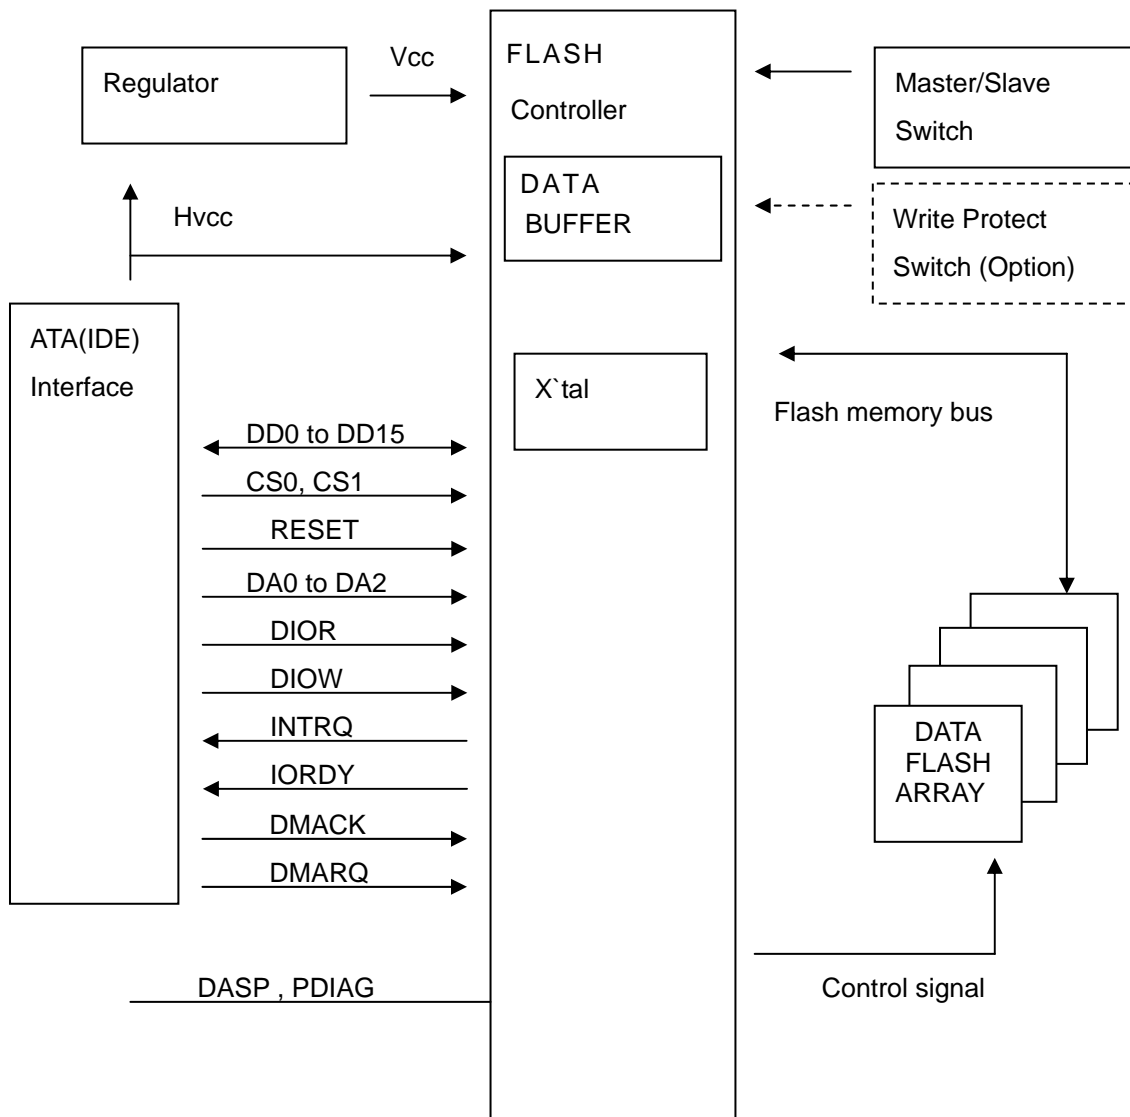 Regulator
Vcc
FLASH
Controller
Master/Slave
Switch
DATA
BUFFER
Hvcc
Write Protect
Switch (Option)
ATA(IDE)
Interface
X`tal
Flash memory bus
DD0 to DD15
CS0, CS1
RESET
DA0 to DA2
DIOR
DIOW
INTRQ
IORDY
DMACK
DMARQ
DATA
FLASH
ARRAY
DASP , PDIAG
Control signal